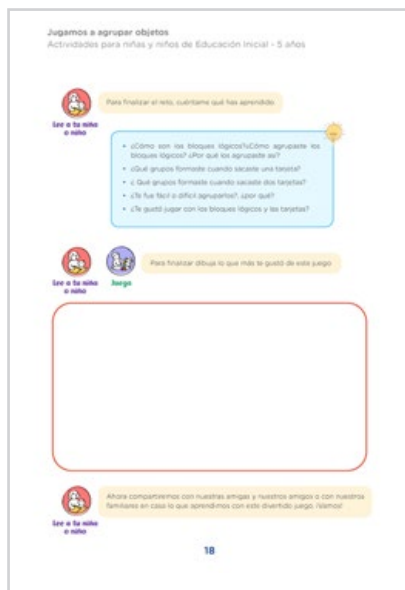 Jugamos a agrupar objetos
Actividades para niñas y niños de Educación Inicial - 5 años
Para finalizar el reto, cuéntame qué has aprendido.
Lee a tu niña
o niño
• ¿Cómo son los bloques lógicos?¿Cómo agrupaste los
bloques lógicos? ¿Por qué los agrupaste así?
• ¿Qué grupos formaste cuando sacaste una tarjeta?
• ¿ Qué grupos formaste cuando sacaste dos tarjetas?
• ¿Te fue fácil o difícil agruparlos?, ¿por qué?
• ¿Te gustó jugar con los bloques lógicos y las tarjetas?
Para finalizar dibuja lo que más te gustó de este juego
Lee a tu niña
o niño
Juega
Ahora compartiremos con nuestras amigas y nuestros amigos o con nuestros
familiares en casa lo que aprendimos con este divertido juego. ¡Vamos!
Lee a tu niña
o niño
18